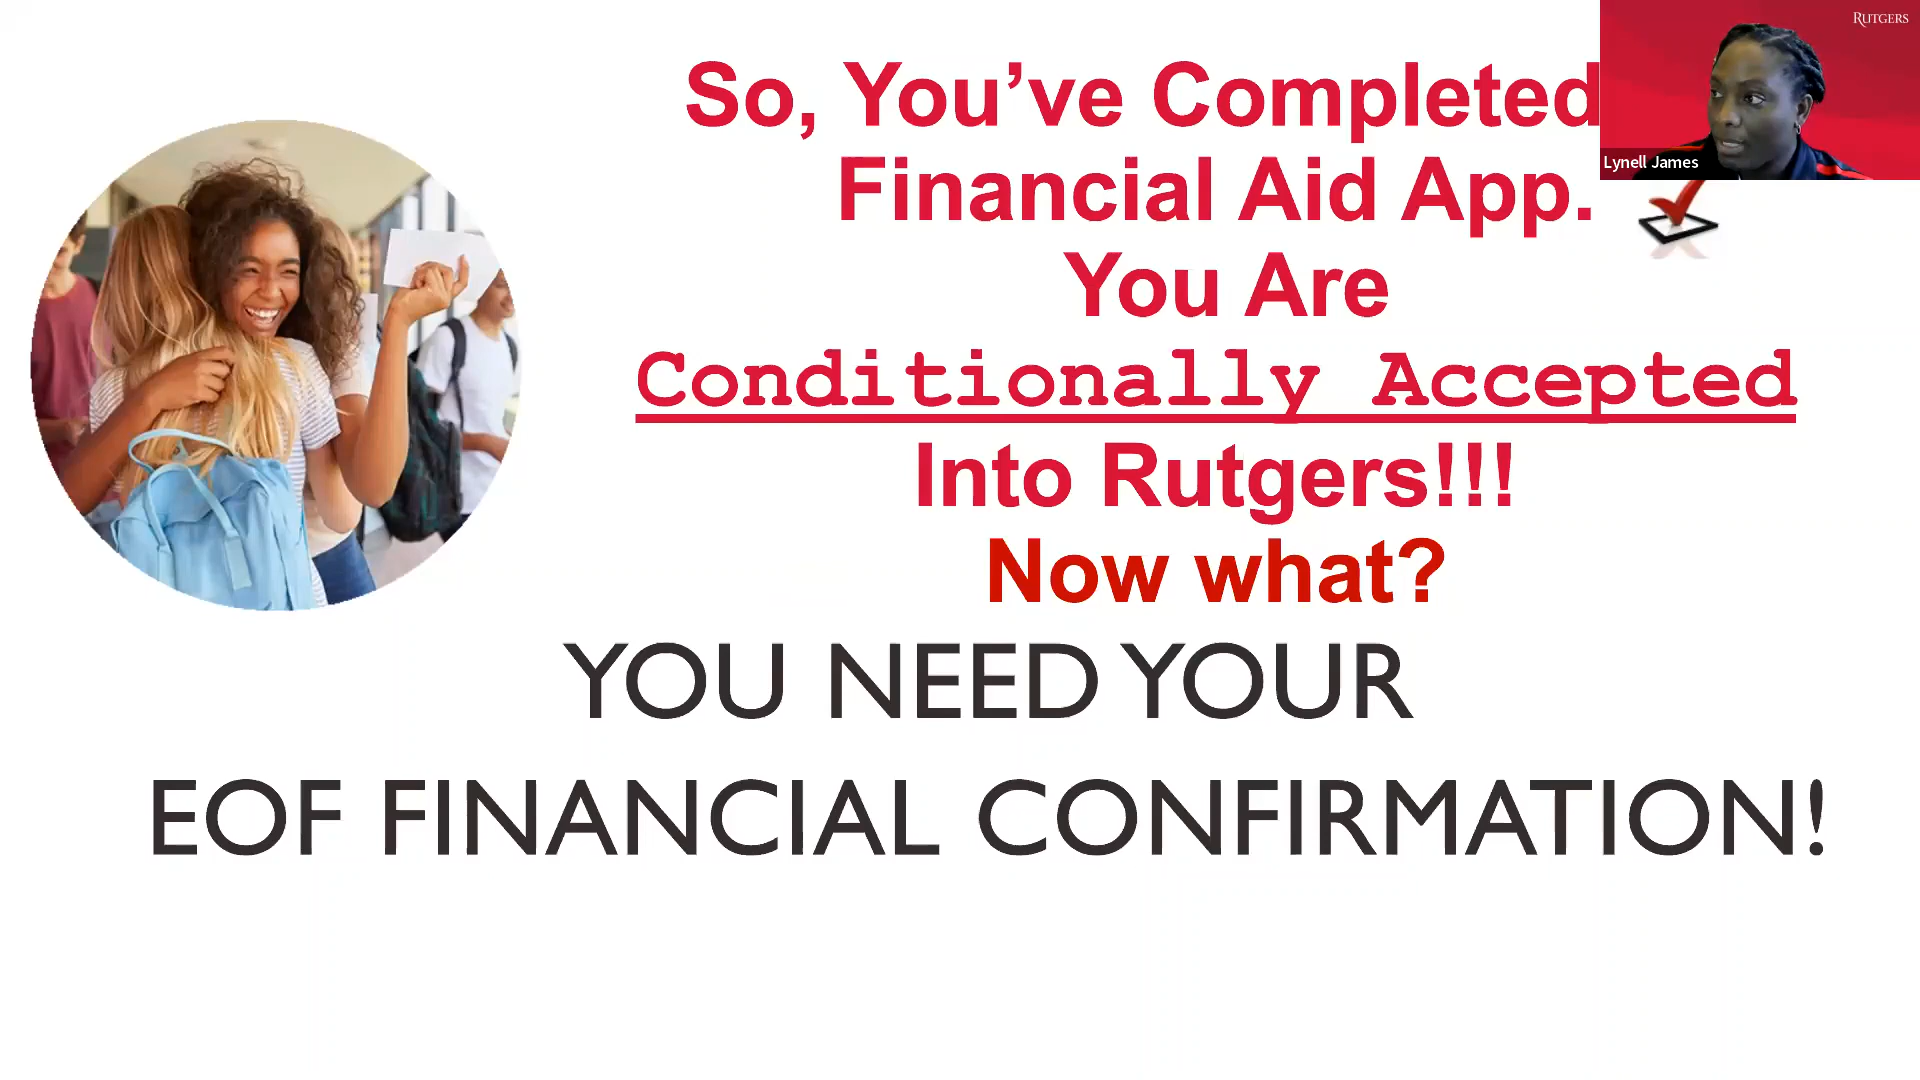 RUTGERS
So, You’ve Completed
Financial Aid App.
Lynell James
You Are
Conditionally Accepted
Into Rutgers!!!
Now what?
YOU NEED YOUR
EOF FINANCIAL CONFIRMATION!